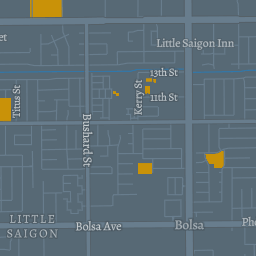 et
Little Saigon Inn
13th St
Titus St
Kerry St
11th St
Bushard St
LITTLE
SAIGON
Bolsa Ave
Bolsa
Pho